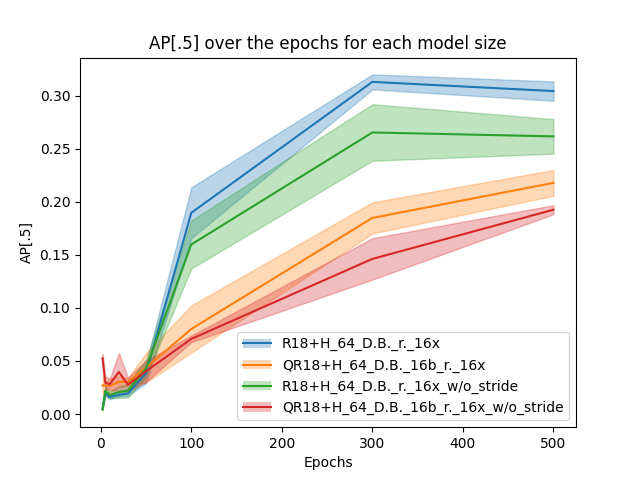 AP[.5] over the epochs for each model size
0.30
0.25
0.20
0.15
0.10
0.05
0.00
AP[.5]
R18+H_64_D.B._r._16x
QR18+H_64_D.B._16b_r._16x
R18+H_64_D.B._r._16x_w/o_stride
QR18+H_64_D.B._16b_r._16x_w/o_stride
0 100 200 300 400 500
Epochs